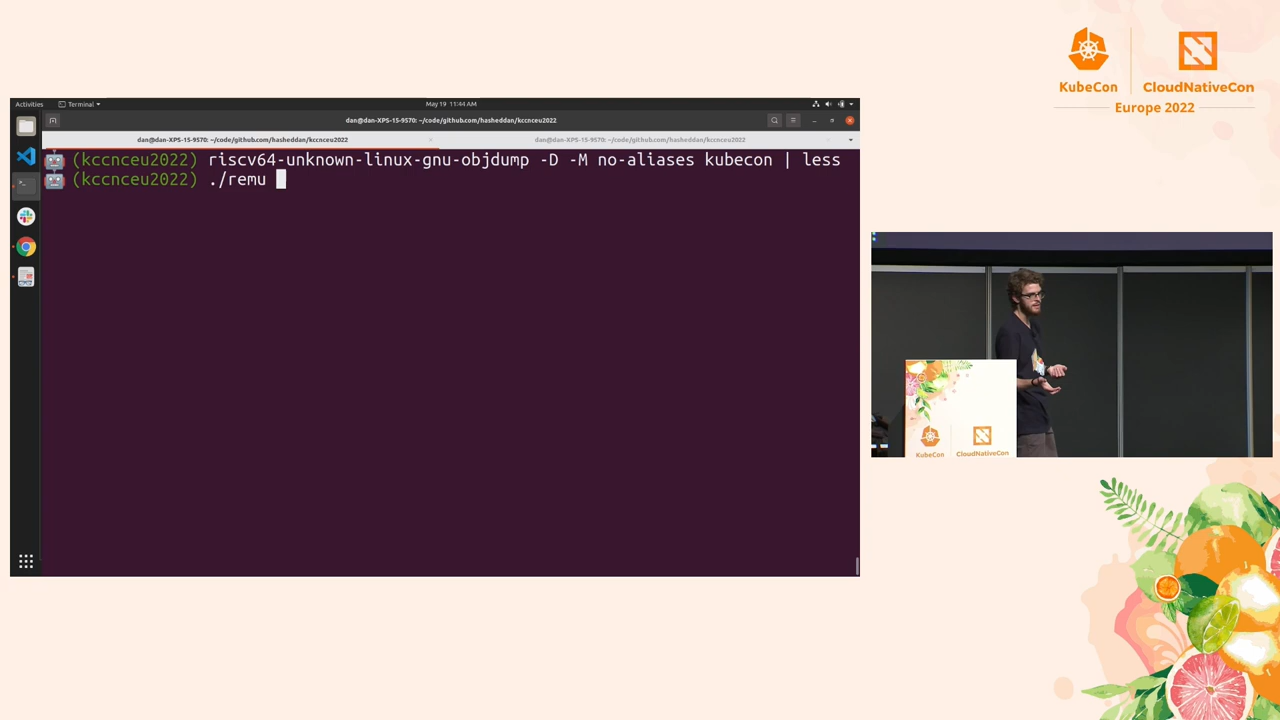 KubeCon
CloudNativeCon
Europe 2022
Activities
Terminal
May 19 11:44 AM
dan@dan-XPS-15-9570: ~/code/github.com/hasheddan/kccnceu2022
dan@dan-XPS-15-9570: ~/code/github.com/hasheddan/kccnceu2022
dan@dan-XPS-15-9570: ~/code/github.com/hasheddan/kccnceu2022
(kccnceu2022) riscv64-unknown-linux-gnu-objdump -D -M no-aliases kubecon | less
(kccnceu2022) ./remu
KubeCon
CloudNativeCon